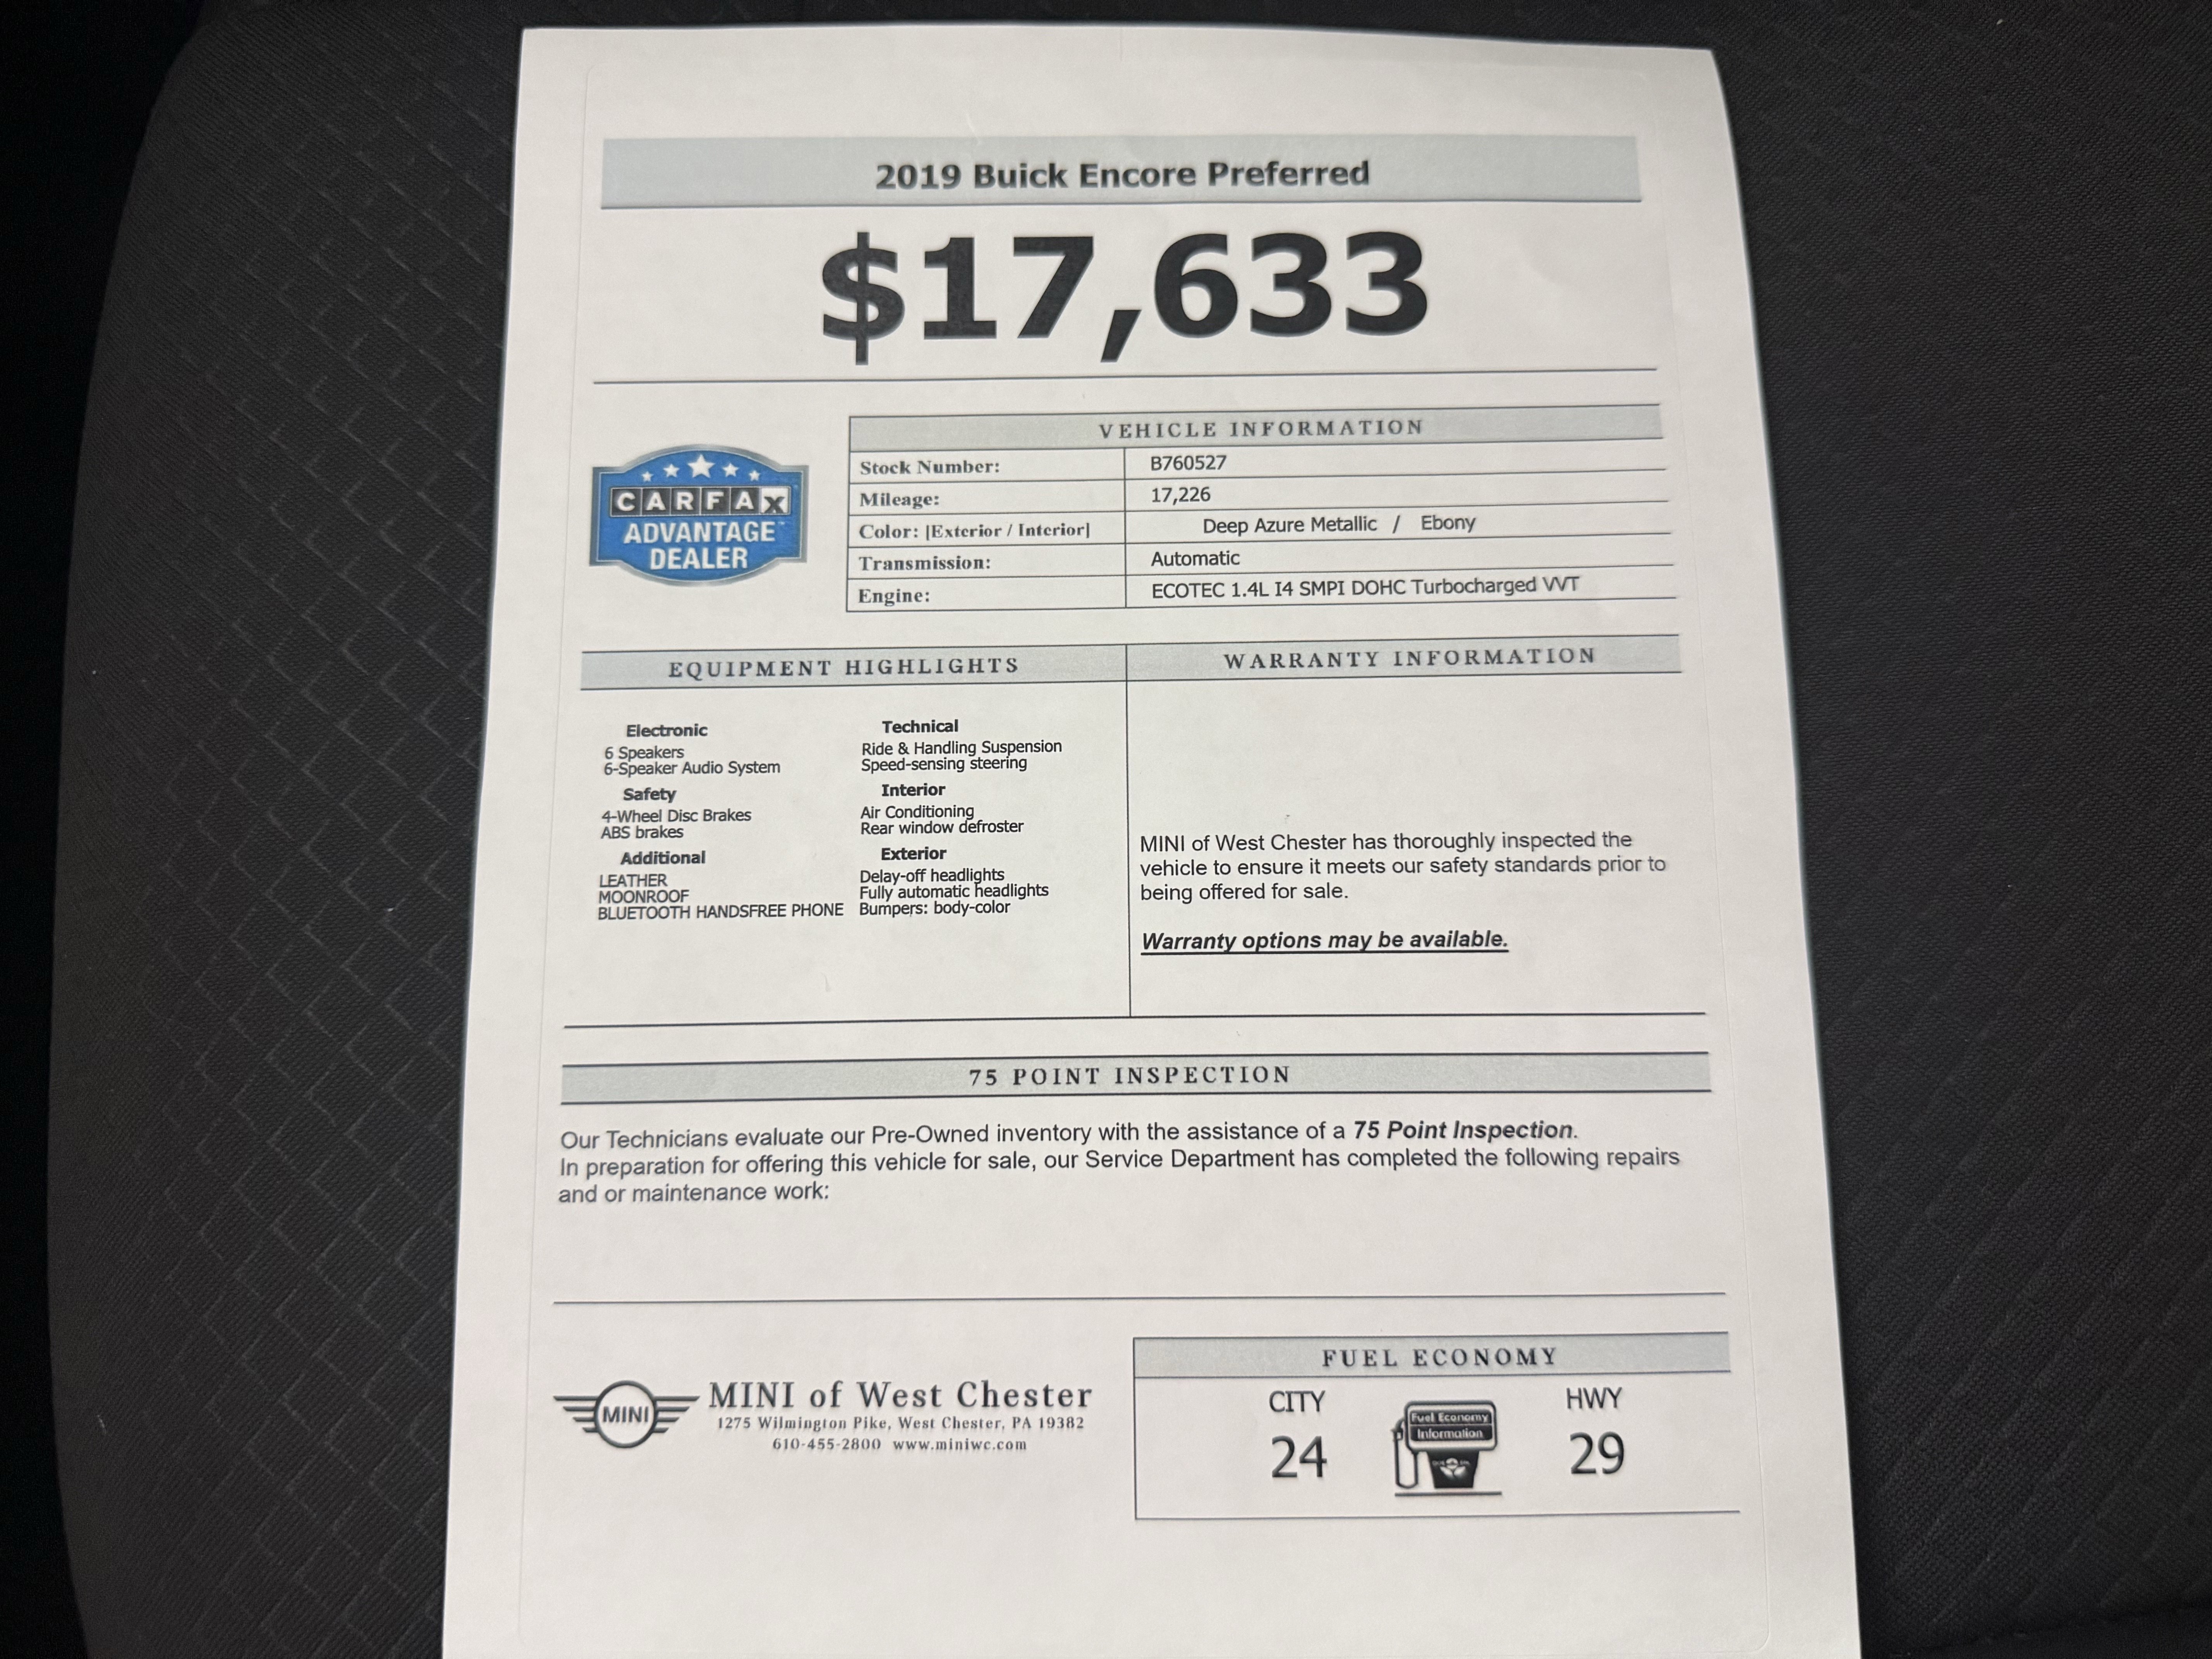 2019 Buick Encore Preferred
$17,633
CARFAX
ADVANTAGE™
DEALER
VEHICLE INFORMATION
Stock Number: B760527
Mileage: 17,226
Color: [Exterior / Interior] Deep Azure Metallic / Ebony
Transmission: Automatic
Engine: ECOTEC 1.4L I4 SMPI DOHC Turbocharged VVT
EQUIPMENT HIGHLIGHTS
Electronic
6 Speakers
6-Speaker Audio System
Safety
4-Wheel Disc Brakes
ABS brakes
Additional
LEATHER
MOONROOF
BLUETOOTH HANDSFREE PHONE
Technical
Ride & Handling Suspension
Speed-sensing steering
Interior
Air Conditioning
Rear window defroster
Exterior
Delay-off headlights
Fully automatic headlights
Bumpers: body-color
WARRANTY INFORMATION
MINI of West Chester has thoroughly inspected the
vehicle to ensure it meets our safety standards prior to
being offered for sale.
Warranty options may be available.
75 POINT INSPECTION
Our Technicians evaluate our Pre-Owned inventory with the assistance of a 75 Point Inspection.
In preparation for offering this vehicle for sale, our Service Department has completed the following repairs
and or maintenance work:
MINI
MINI of West Chester
1275 Wilmington Pike, West Chester, PA 19382
610-455-2800 www.miniwc.com
FUEL ECONOMY
CITY
24
Fuel Economy
Information
HWY
29